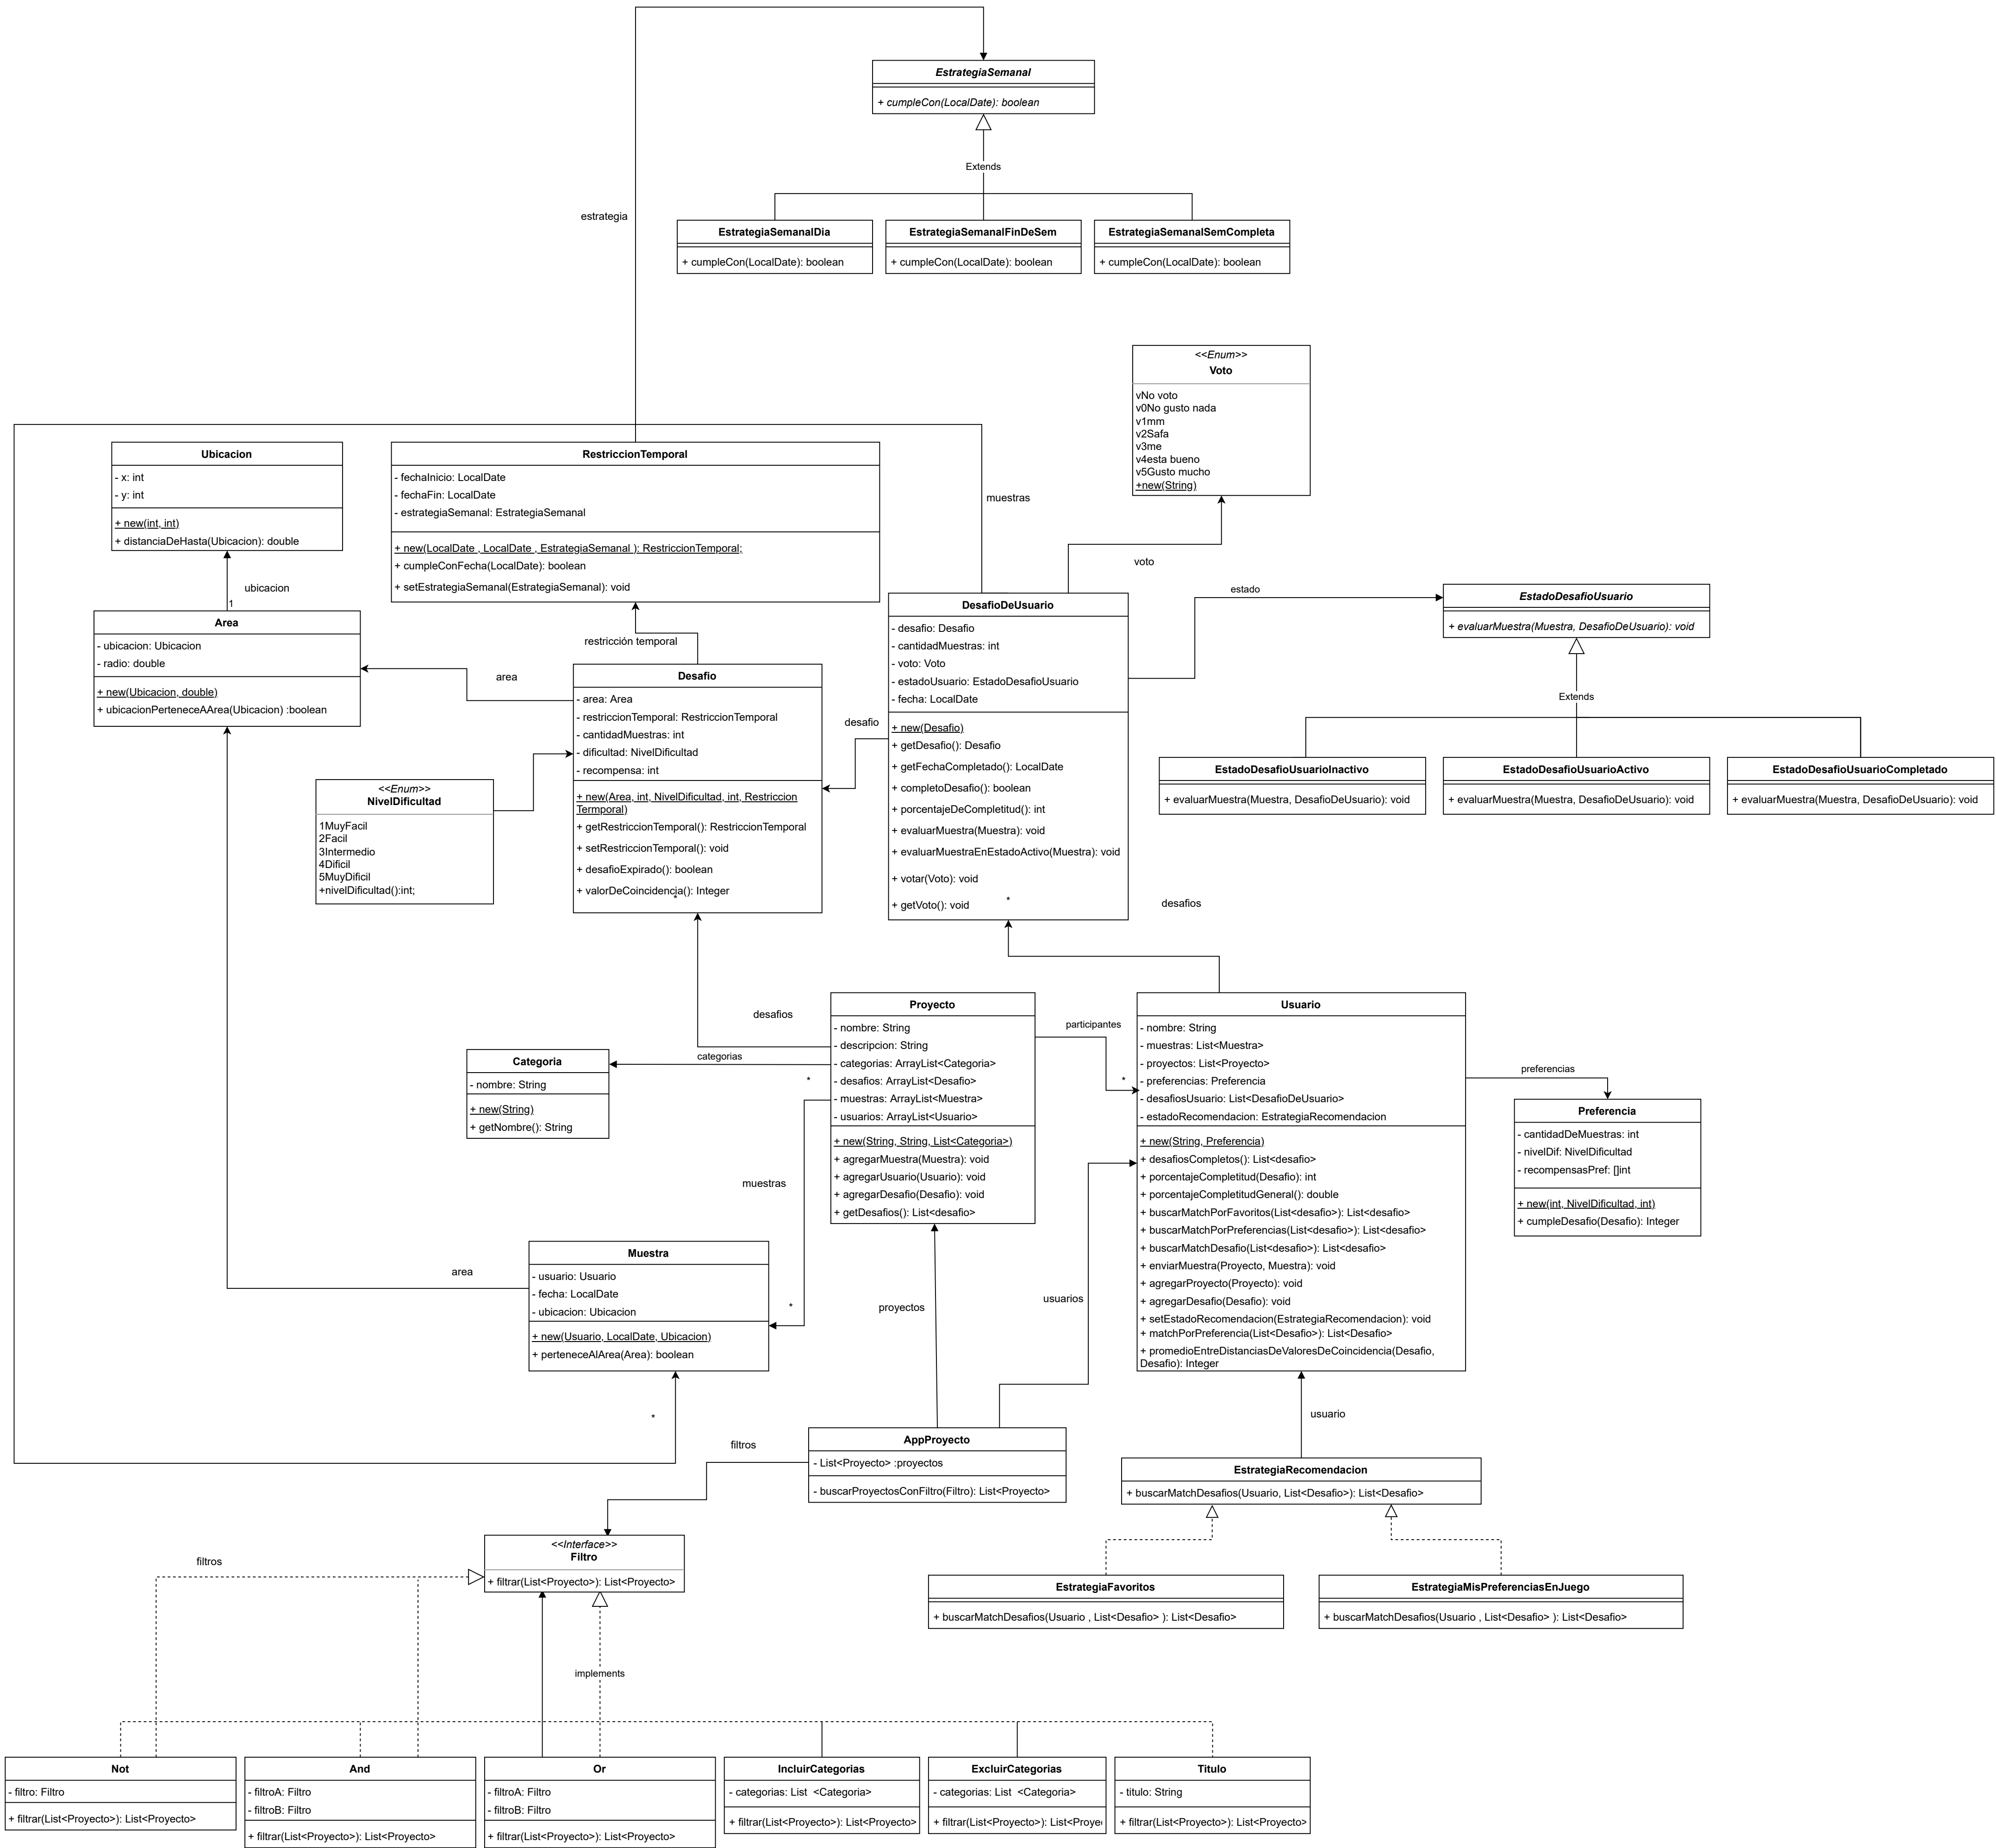 EstrategiaSemanal
+ cumpleCon(LocalDate): boolean
Extends
estrategia
EstrategiaSemanalDia
+ cumpleCon(LocalDate): boolean
EstrategiaSemanalFinDeSem
+ cumpleCon(LocalDate): boolean
EstrategiaSemanalSemCompleta
+ cumpleCon(LocalDate): boolean
<<Enum>>
Voto
vNo voto
v0No gusto nada
v1mm
v2Safa
v3me
v4esta bueno
v5Gusto mucho
+new(String)
Ubicacion
- x: int
- y: int
+ new(int, int)
+ distanciaDeHasta(Ubicacion): double
RestriccionTemporal
- fechaInicio: LocalDate
- fechaFin: LocalDate
- estrategiaSemanal: EstrategiaSemanal
+ new(LocalDate , LocalDate , EstrategiaSemanal ): RestriccionTemporal;
+ cumpleConFecha(LocalDate): boolean
+ setEstrategiaSemanal(EstrategiaSemanal): void
muestras
voto
ubicacion
1
Area
- ubicacion: Ubicacion
- radio: double
+ new(Ubicacion, double)
+ ubicacionPerteneceAArea(Ubicacion) :boolean
restricción temporal
area
Desafio
- area: Area
- restriccionTemporal: RestriccionTemporal
- cantidadMuestras: int
- dificultad: NivelDificultad
- recompensa: int
+ new(Area, int, NivelDificultad, int, Restriccion
Termporal)
+ getRestriccionTemporal(): RestriccionTemporal
+ setRestriccionTemporal(): void
+ desafioExpirado(): boolean
+ valorDeCoincidencia(): Integer
*
desafio
DesafioDeUsuario
- desafio: Desafio
- cantidadMuestras: int
- voto: Voto
- estadoUsuario: EstadoDesafioUsuario
- fecha: LocalDate
+ new(Desafio)
+ getDesafio(): Desafio
+ getFechaCompletado(): LocalDate
+ completoDesafio(): boolean
+ porcentajeDeCompletitud(): int
+ evaluarMuestra(Muestra): void
+ evaluarMuestraEnEstadoActivo(Muestra): void
+ votar(Voto): void
+ getVoto(): void
*
estado
EstadoDesafioUsuario
+ evaluarMuestra(Muestra, DesafioDeUsuario): void
Extends
EstadoDesafioUsuarioInactivo
+ evaluarMuestra(Muestra, DesafioDeUsuario): void
EstadoDesafioUsuarioActivo
+ evaluarMuestra(Muestra, DesafioDeUsuario): void
EstadoDesafioUsuarioCompletado
+ evaluarMuestra(Muestra, DesafioDeUsuario): void
<<Enum>>
NivelDificultad
1MuyFacil
2Facil
3Intermedio
4Dificil
5MuyDificil
+nivelDificultad():int;
desafios
desafios
Proyecto
- nombre: String
- descripcion: String
- categorias: ArrayList<Categoria>
- desafios: ArrayList<Desafio>
- muestras: ArrayList<Muestra>
- usuarios: ArrayList<Usuario>
+ new(String, String, List<Categoria>)
+ agregarMuestra(Muestra): void
+ agregarUsuario(Usuario): void
+ agregarDesafio(Desafio): void
+ getDesafios(): List<desafio>
participantes
*
Usuario
- nombre: String
- muestras: List<Muestra>
- proyectos: List<Proyecto>
- preferencias: Preferencia
- desafiosUsuario: List<DesafioDeUsuario>
- estadoRecomendacion: EstrategiaRecomendacion
+ new(String, Preferencia)
+ desafiosCompletos(): List<desafio>
+ porcentajeCompletitud(Desafio): int
+ porcentajeCompletitudGeneral(): double
+ buscarMatchPorFavoritos(List<desafio>): List<desafio>
+ buscarMatchPorPreferencias(List<desafio>): List<desafio>
+ buscarMatchDesafio(List<desafio>): List<desafio>
+ enviarMuestra(Proyecto, Muestra): void
+ agregarProyecto(Proyecto): void
+ agregarDesafio(Desafio): void
+ setEstadoRecomendacion(EstrategiaRecomendacion): void
+ matchPorPreferencia(List<Desafio>): List<Desafio>
+ promedioEntreDistanciasDeValoresDeCoincidencia(Desafio,
Desafio): Integer
preferencias
Preferencia
- cantidadDeMuestras: int
- nivelDif: NivelDificultad
- recompensasPref: []int
+ new(int, NivelDificultad, int)
+ cumpleDesafio(Desafio): Integer
Categoria
- nombre: String
+ new(String)
+ getNombre(): String
categorias
*
muestras
*
area
Muestra
- usuario: Usuario
- fecha: LocalDate
- ubicacion: Ubicacion
+ new(Usuario, LocalDate, Ubicacion)
+ perteneceAlArea(Area): boolean
*
proyectos
usuarios
usuario
filtros
AppProyecto
- List<Proyecto> :proyectos
- buscarProyectosConFiltro(Filtro): List<Proyecto>
EstrategiaRecomendacion
+ buscarMatchDesafios(Usuario, List<Desafio>): List<Desafio>
EstrategiaFavoritos
+ buscarMatchDesafios(Usuario , List<Desafio> ): List<Desafio>
EstrategiaMisPreferenciasEnJuego
+ buscarMatchDesafios(Usuario , List<Desafio> ): List<Desafio>
<<Interface>>
Filtro
+ filtrar(List<Proyecto>): List<Proyecto>
filtros
implements
Not
- filtro: Filtro
+ filtrar(List<Proyecto>): List<Proyecto>
And
- filtroA: Filtro
- filtroB: Filtro
+ filtrar(List<Proyecto>): List<Proyecto>
Or
- filtroA: Filtro
- filtroB: Filtro
+ filtrar(List<Proyecto>): List<Proyecto>
IncluirCategorias
- categorias: List <Categoria>
+ filtrar(List<Proyecto>): List<Proyecto>
ExcluirCategorias
- categorias: List <Categoria>
+ filtrar(List<Proyecto>): List<Proye
Titulo
- titulo: String
+ filtrar(List<Proyecto>): List<Proyecto>